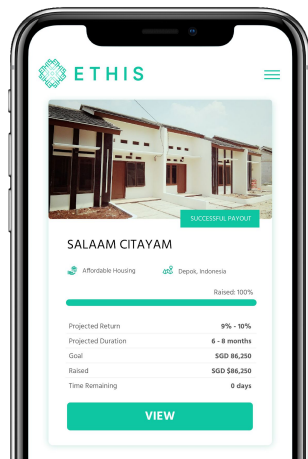 ETHIS
SUCCESSFUL PAYOUT
SALAAM CITAYAM
Affordable Housing
Depok, Indonesia
Raised: 100%
Projected Return 9% - 10%
Projected Duration 6 - 8 months
Goal SGD 86,250
Raised SGD $86,250
Time Remaining 0 days
VIEW